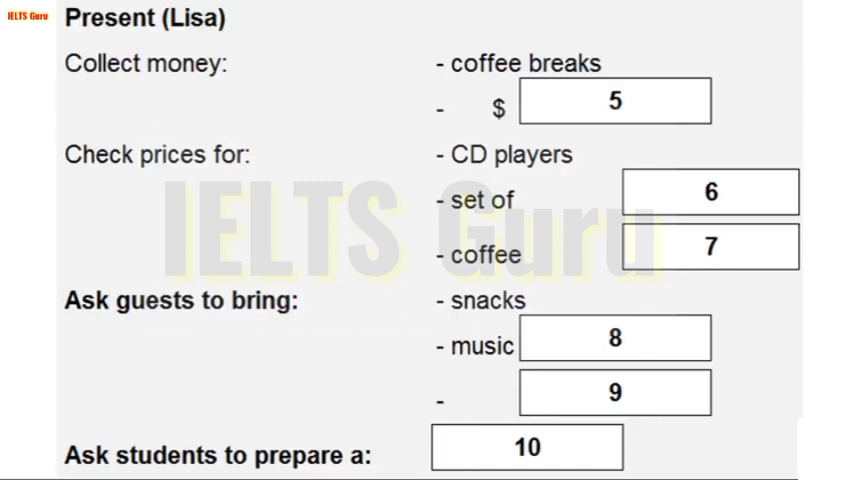 IELTS Guru
Present (Lisa)
Collect money: - coffee breaks
- $ 5
Check prices for: - CD players
- set of 6
- coffee 7
IELTS Guru
Ask guests to bring: - snacks
- music 8
- 9
Ask students to prepare a: 10